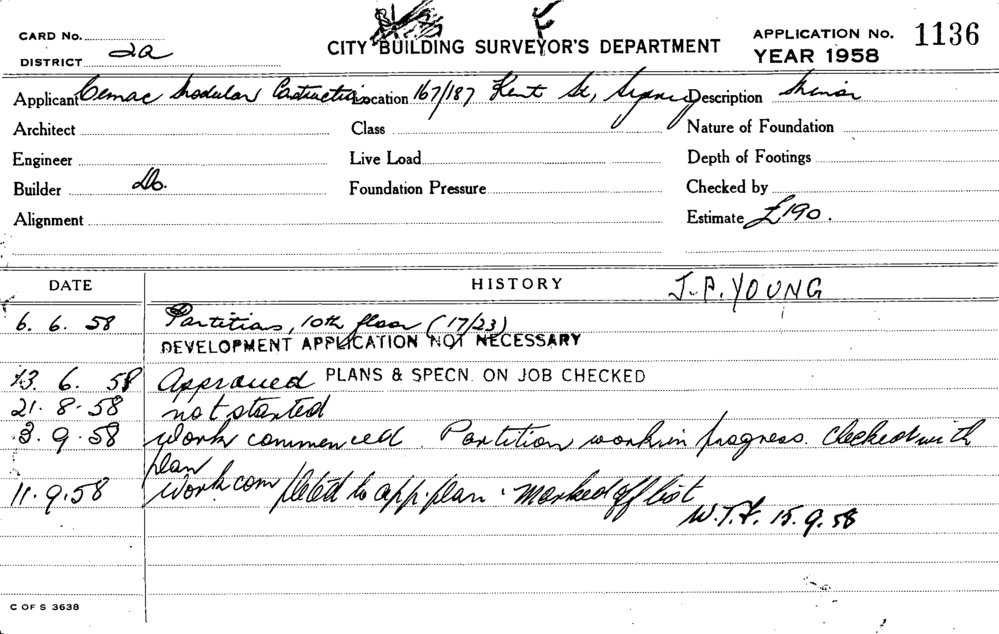 CARD No.
DISTRICT 2a
CITY BUILDING SURVEYOR'S DEPARTMENT
APPLICATION No. 1136
YEAR 1958
Applicant Cemac Modular Location 167/187 Kent St, Sydney Description Minor
Architect Class Nature of Foundation
Engineer Live Load Depth of Footings
Builder Do. Foundation Pressure Checked by
Alignment Estimate £190.
DATE HISTORY J.P. YOUNG
6. 6. 58 Partitions, 10th floor (17/23)
DEVELOPMENT APPLICATION NOT NECESSARY
13. 6. 58 Approved PLANS & SPECN. ON JOB CHECKED
21. 8. 58 not started
3. 9. 58 Work commenced. Partition work in progress. Checked with
plan
11. 9. 58 Work completed to app. plan. Marked off list
15. 9. 58
C OF S 3638